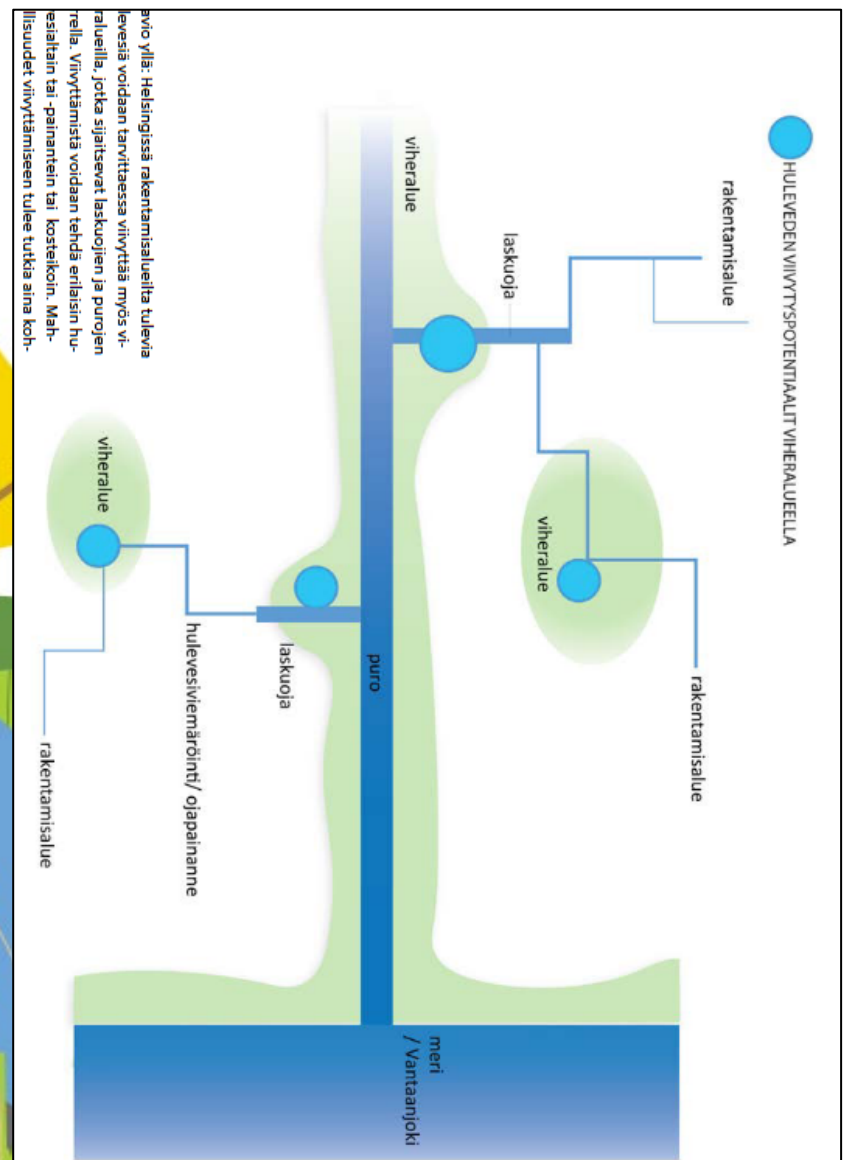 HULEVEDEN VIIVYTYSPOTENTIAALIT VIHERALUEELLA
rakentamisalue
rakentamisalue
laskuoja
viheralue
viheralue
puro
meri
/ Vantaanjoki
laskuoja
hulevesiviemäröinti/ ojapainanne
viheralue
rakentamisalue
avio yllä: Helsingissä rakentamisalueilta tulevia
levesiä voidaan tarvittaessa viivyttää myös vi-
ralueilla, jotka sijaitsevat laskuojien ja purojen
rrella. Viivyttämistä voidaan tehdä erilaisin hu-
esialtain tai -painantein tai kosteikoin. Mah-
llisuudet viivyttämiseen tulee tutkia aina koh-